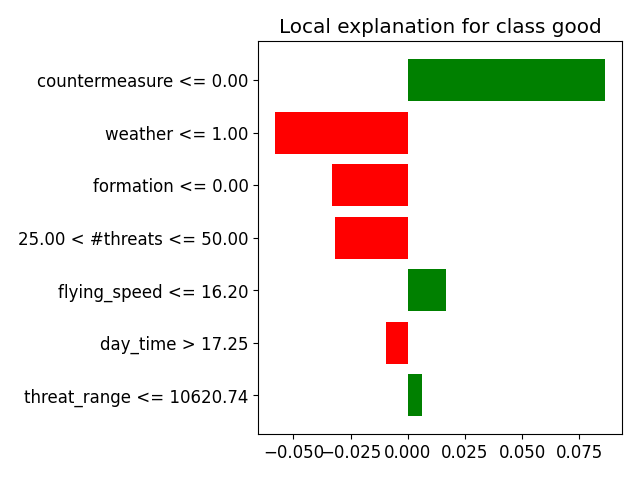 Local explanation for class good
countermeasure <= 0.00
weather <= 1.00
formation <= 0.00
25.00 < #threats <= 50.00
flying_speed <= 16.20
day_time > 17.25
threat_range <= 10620.74
−0.050 −0.025 0.000 0.025 0.050 0.075